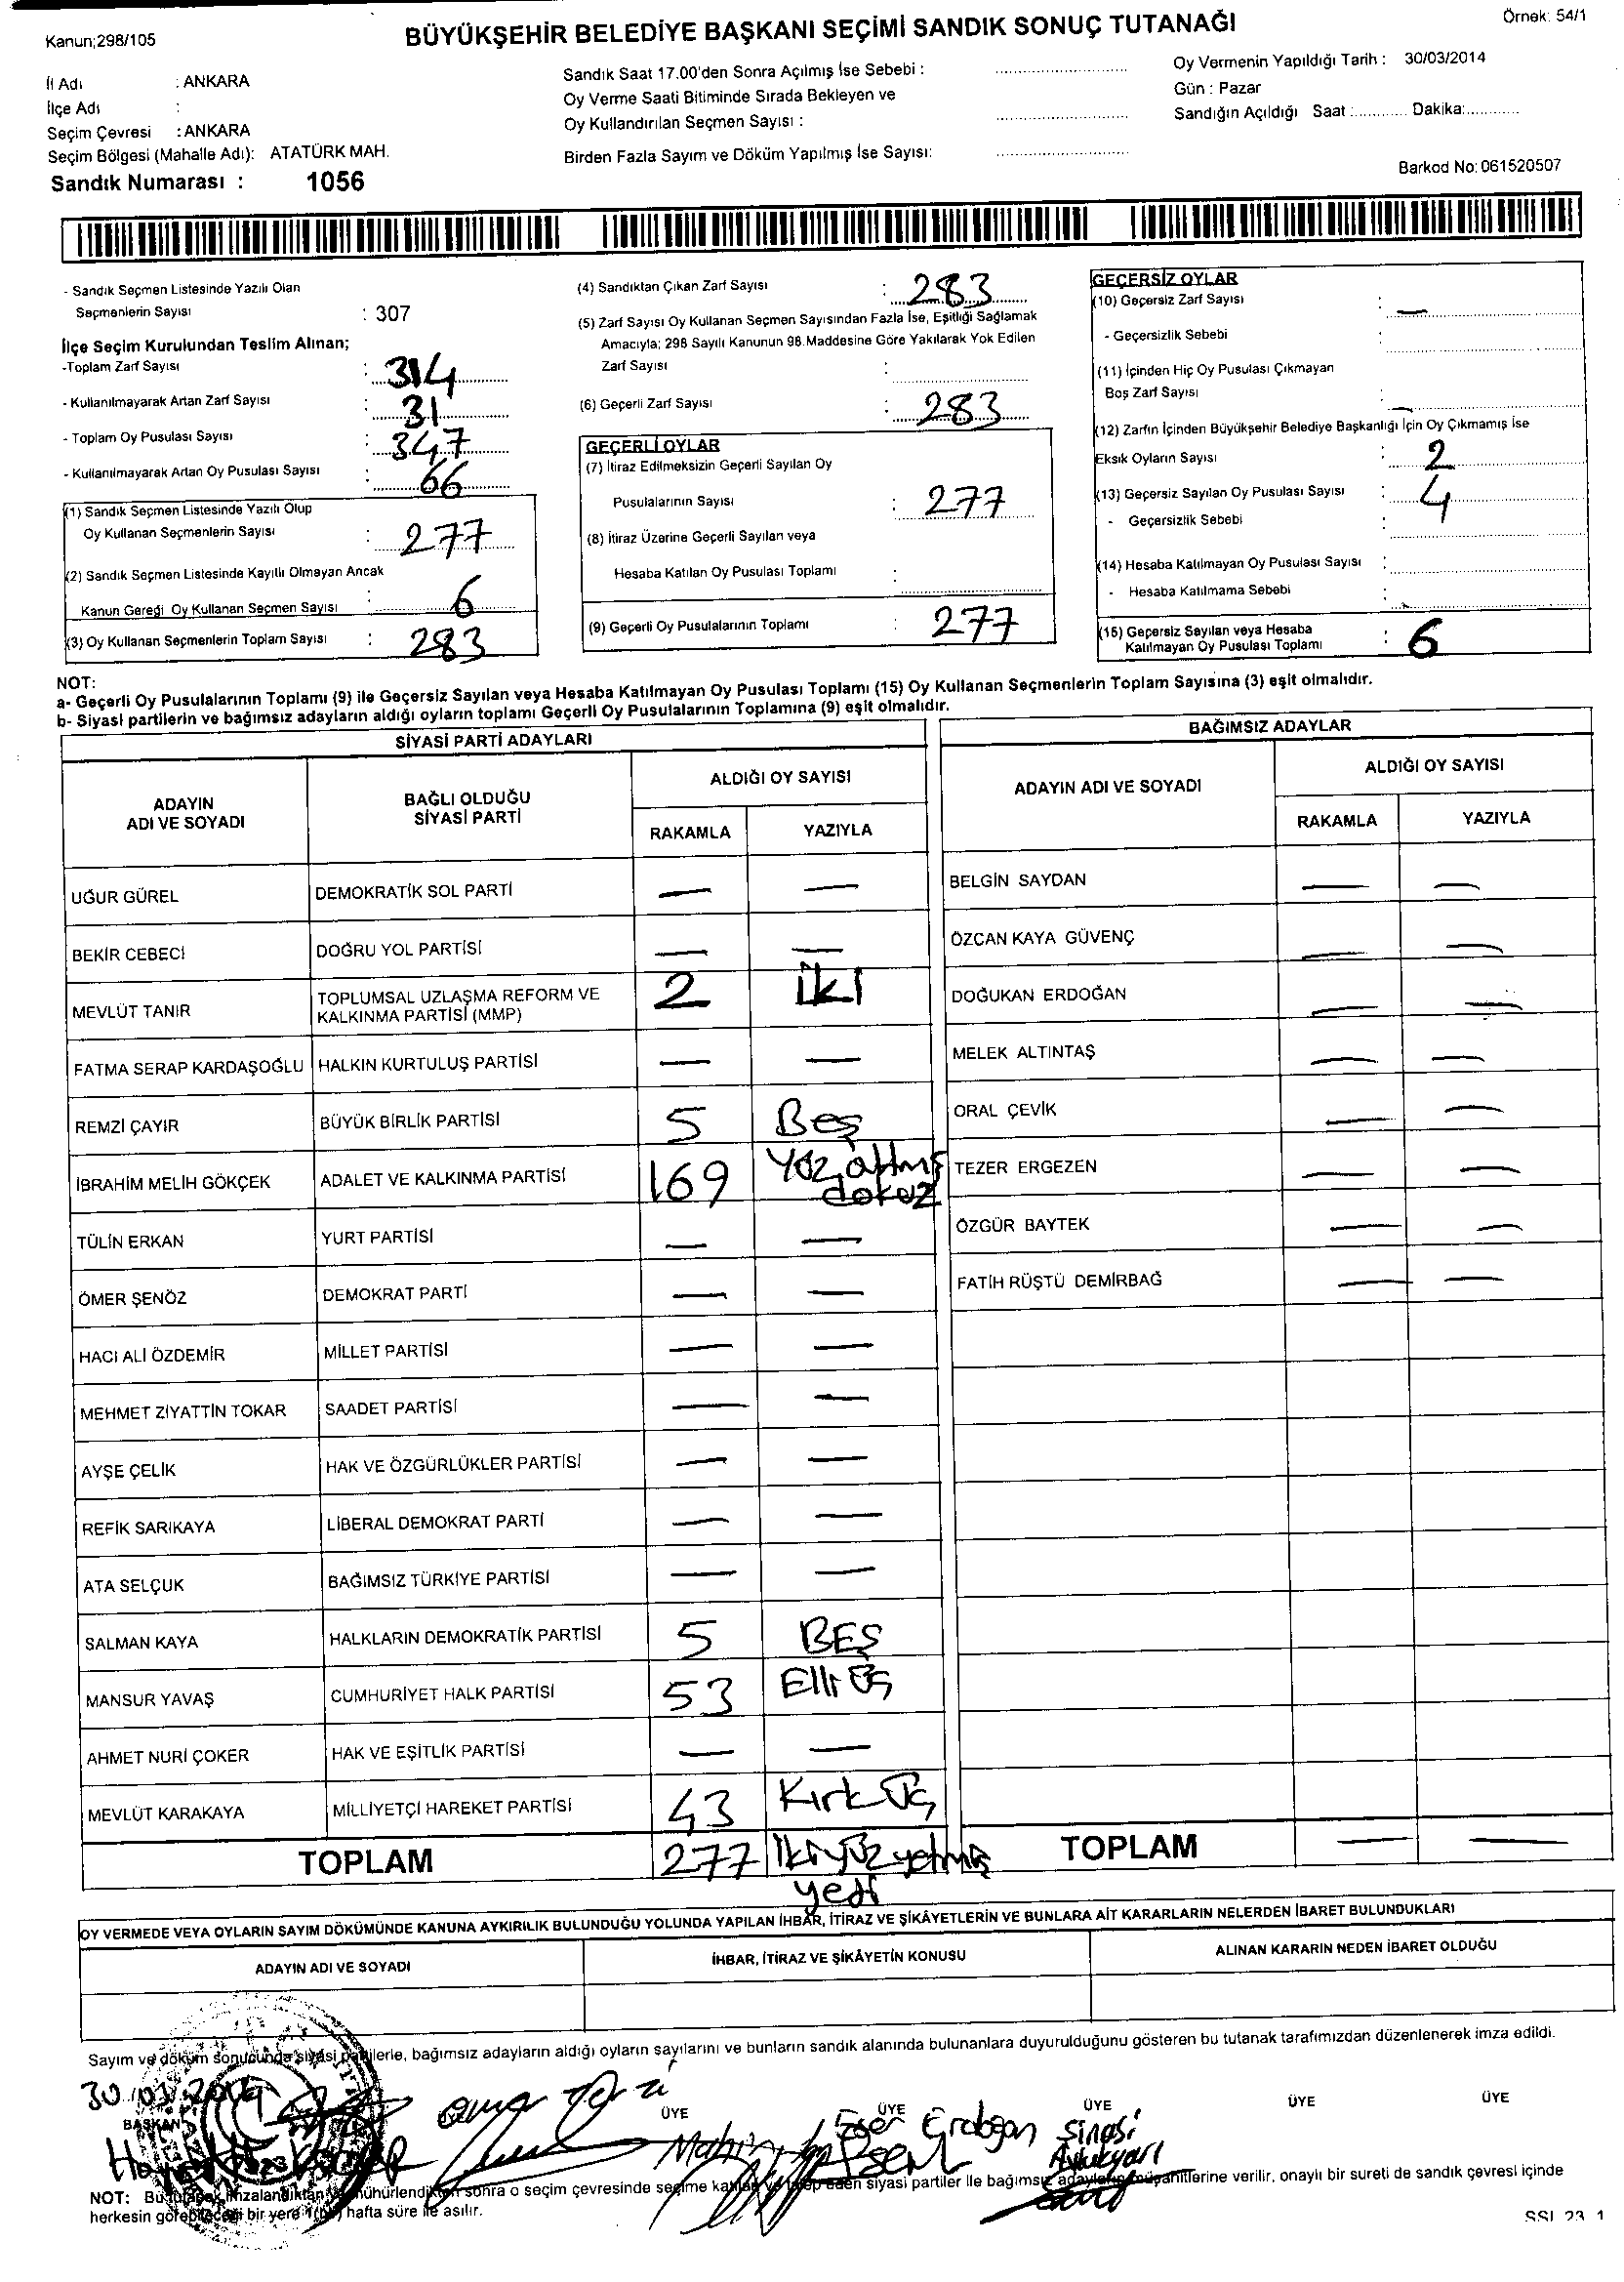 Kanun;298/105
BÜYÜKŞEHİR BELEDİYE BAŞKANI SEÇİMİ SANDIK SONUÇ TUTANAĞI
Örnek: 54/1
İl Adı : ANKARA
İlçe Adı :
Seçim Çevresi : ANKARA
Seçim Bölgesi (Mahalle Adı): ATATÜRK MAH.
Sandık Numarası : 1056
Sandık Saat 17.00'den Sonra Açılmış İse Sebebi :
Oy Verme Saati Bitiminde Sırada Bekleyen ve
Oy Kullandırılan Seçmen Sayısı :
Birden Fazla Sayım ve Döküm Yapılmış İse Sayısı:
Oy Vermenin Yapıldığı Tarih : 30/03/2014
Gün : Pazar
Sandığın Açıldığı Saat :............ Dakika:............
Barkod No: 061520507
- Sandık Seçmen Listesinde Yazılı Olan
Seçmenlerin Sayısı : 307
İlçe Seçim Kurulundan Teslim Alınan;
-Toplam Zarf Sayısı : 314
- Kullanılmayarak Artan Zarf Sayısı : 31
- Toplam Oy Pusulası Sayısı : 347
- Kullanılmayarak Artan Oy Pusulası Sayısı : 66
(1) Sandık Seçmen Listesinde Yazılı Olup
Oy Kullanan Seçmenlerin Sayısı : 277
(2) Sandık Seçmen Listesinde Kayıtlı Olmayan Ancak
Kanun Gereği Oy Kullanan Seçmen Sayısı : 6
(3) Oy Kullanan Seçmenlerin Toplam Sayısı : 283
(4) Sandıktan Çıkan Zarf Sayısı : 283
(5) Zarf Sayısı Oy Kullanan Seçmen Sayısından Fazla İse, Eşitliği Sağlamak
Amacıyla; 298 Sayılı Kanunun 98.Maddesine Göre Yakılarak Yok Edilen
Zarf Sayısı :
(6) Geçerli Zarf Sayısı : 283
GEÇERLİ OYLAR
(7) İtiraz Edilmeksizin Geçerli Sayılan Oy
Pusulalarının Sayısı : 277
(8) İtiraz Üzerine Geçerli Sayılan veya
Hesaba Katılan Oy Pusulası Toplamı :
(9) Geçerli Oy Pusulalarının Toplamı : 277
GEÇERSİZ OYLAR
(10) Geçersiz Zarf Sayısı : —
- Geçersizlik Sebebi :
(11) İçinden Hiç Oy Pusulası Çıkmayan
Boş Zarf Sayısı : —
(12) Zarfın İçinden Büyükşehir Belediye Başkanlığı İçin Oy Çıkmamış İse
Eksik Oyların Sayısı : 2
(13) Geçersiz Sayılan Oy Pusulası Sayısı : 4
- Geçersizlik Sebebi :
(14) Hesaba Katılmayan Oy Pusulası Sayısı :
- Hesaba Katılmama Sebebi :
(15) Geçersiz Sayılan veya Hesaba
Katılmayan Oy Pusulası Toplamı : 6
NOT:
a- Geçerli Oy Pusulalarının Toplamı (9) ile Geçersiz Sayılan veya Hesaba Katılmayan Oy Pusulası Toplamı (15) Oy Kullanan Seçmenlerin Toplam Sayısına (3) eşit olmalıdır.
b- Siyasi partilerin ve bağımsız adayların aldığı oyların toplamı Geçerli Oy Pusulalarının Toplamına (9) eşit olmalıdır.
SİYASİ PARTİ ADAYLARI
ADAYIN ADI VE SOYADI BAĞLI OLDUĞU SİYASİ PARTİ ALDIĞI OY SAYISI
RAKAMLA YAZIYLA
UĞUR GÜREL DEMOKRATİK SOL PARTİ — —
BEKİR CEBECİ DOĞRU YOL PARTİSİ — —
MEVLÜT TANIR TOPLUMSAL UZLAŞMA REFORM VE KALKINMA PARTİSİ (MMP) 2 İki
FATMA SERAP KARDAŞOĞLU HALKIN KURTULUŞ PARTİSİ — —
REMZİ ÇAYIR BÜYÜK BİRLİK PARTİSİ 5 Beş
İBRAHİM MELİH GÖKÇEK ADALET VE KALKINMA PARTİSİ 169 Yüz altmış dokuz
TÜLİN ERKAN YURT PARTİSİ — —
ÖMER ŞENÖZ DEMOKRAT PARTİ — —
HACI ALİ ÖZDEMİR MİLLET PARTİSİ — —
MEHMET ZİYATTİN TOKAR SAADET PARTİSİ — —
AYŞE ÇELİK HAK VE ÖZGÜRLÜKLER PARTİSİ — —
REFİK SARIKAYA LİBERAL DEMOKRAT PARTİ — —
ATA SELÇUK BAĞIMSIZ TÜRKİYE PARTİSİ — —
SALMAN KAYA HALKLARIN DEMOKRATİK PARTİSİ 5 BEŞ
MANSUR YAVAŞ CUMHURİYET HALK PARTİSİ 53 Elli Üç
AHMET NURİ ÇOKER HAK VE EŞİTLİK PARTİSİ — —
MEVLÜT KARAKAYA MİLLİYETÇİ HAREKET PARTİSİ 43 Kırk Üç
TOPLAM 277 İkiyüz yetmiş yedi
BAĞIMSIZ ADAYLAR
ADAYIN ADI VE SOYADI ALDIĞI OY SAYISI
RAKAMLA YAZIYLA
BELGİN SAYDAN — —
ÖZCAN KAYA GÜVENÇ — —
DOĞUKAN ERDOĞAN — —
MELEK ALTINTAŞ — —
ORAL ÇEVİK — —
TEZER ERGEZEN — —
ÖZGÜR BAYTEK — —
FATİH RÜŞTÜ DEMİRBAĞ — —
TOPLAM — —
OY VERMEDE VEYA OYLARIN SAYIM DÖKÜMÜNDE KANUNA AYKIRILIK BULUNDUĞU YOLUNDA YAPILAN İHBAR, İTİRAZ VE ŞİKÂYETLERİN VE BUNLARA AİT KARARLARIN NELERDEN İBARET BULUNDUKLARI
ADAYIN ADI VE SOYADI İHBAR, İTİRAZ VE ŞİKÂYETİN KONUSU ALINAN KARARIN NEDEN İBARET OLDUĞU
Sayım ve döküm sonucunda siyasi partilerle, bağımsız adayların aldığı oyların sayılarını ve bunların sandık alanında bulunanlara duyurulduğunu gösteren bu tutanak tarafımızdan düzenlenerek imza edildi.
30.03.2014
BAŞKAN ÜYE ÜYE ÜYE ÜYE ÜYE
Eser Erdoğan Sinasi
NOT: Bu tutanak imzalandıktan ve mühürlendikten sonra o seçim çevresinde seçime katılan ve talep eden siyasi partiler ile bağımsız adayların müşahitlerine verilir, onaylı bir sureti de sandık çevresi içinde
herkesin görebileceği bir yere 1(bir) hafta süre ile asılır.